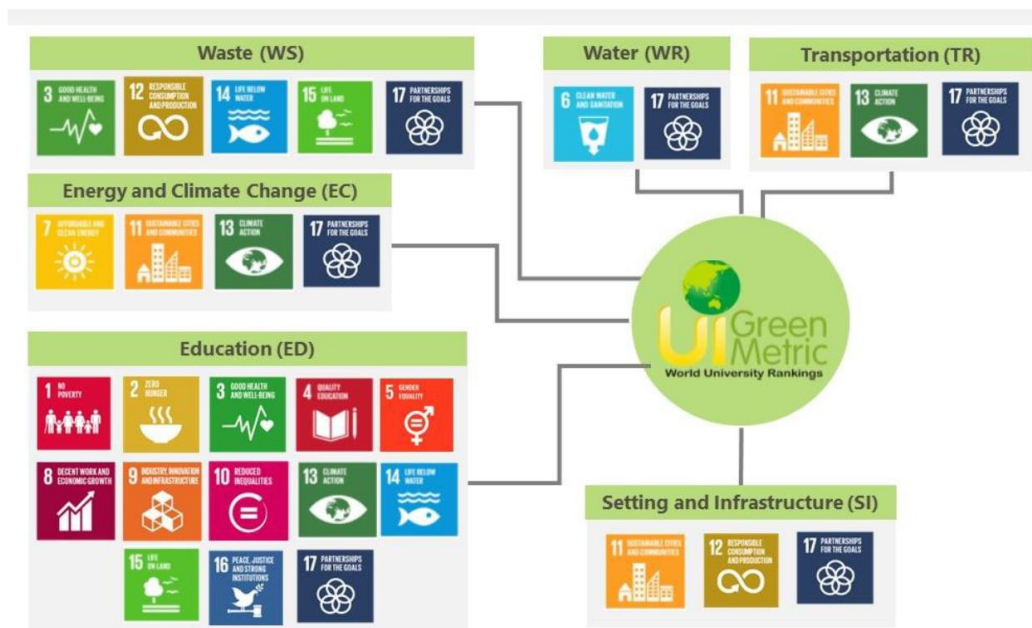 Waste (WS)
3 GOOD HEALTH
AND WELL-BEING
12 RESPONSIBLE
CONSUMPTION
AND PRODUCTION
14 LIFE BELOW
WATER
15 LIFE
ON LAND
17 PARTNERSHIPS
FOR THE GOALS
Water (WR)
6 CLEAN WATER
AND SANITATION
17 PARTNERSHIPS
FOR THE GOALS
Transportation (TR)
11 SUSTAINABLE CITIES
AND COMMUNITIES
13 CLIMATE
ACTION
17 PARTNERSHIPS
FOR THE GOALS
Energy and Climate Change (EC)
7 AFFORDABLE AND
CLEAN ENERGY
11 SUSTAINABLE CITIES
AND COMMUNITIES
13 CLIMATE
ACTION
17 PARTNERSHIPS
FOR THE GOALS
UI Green
Metric
World University Rankings
Education (ED)
1 NO
POVERTY
2 ZERO
HUNGER
3 GOOD HEALTH
AND WELL-BEING
4 QUALITY
EDUCATION
5 GENDER
EQUALITY
8 DECENT WORK AND
ECONOMIC GROWTH
9 INDUSTRY, INNOVATION
AND INFRASTRUCTURE
10 REDUCED
INEQUALITIES
13 CLIMATE
ACTION
14 LIFE BELOW
WATER
15 LIFE
ON LAND
16 PEACE, JUSTICE
AND STRONG
INSTITUTIONS
17 PARTNERSHIPS
FOR THE GOALS
Setting and Infrastructure (SI)
11 SUSTAINABLE CITIES
AND COMMUNITIES
12 RESPONSIBLE
CONSUMPTION
AND PRODUCTION
17 PARTNERSHIPS
FOR THE GOALS